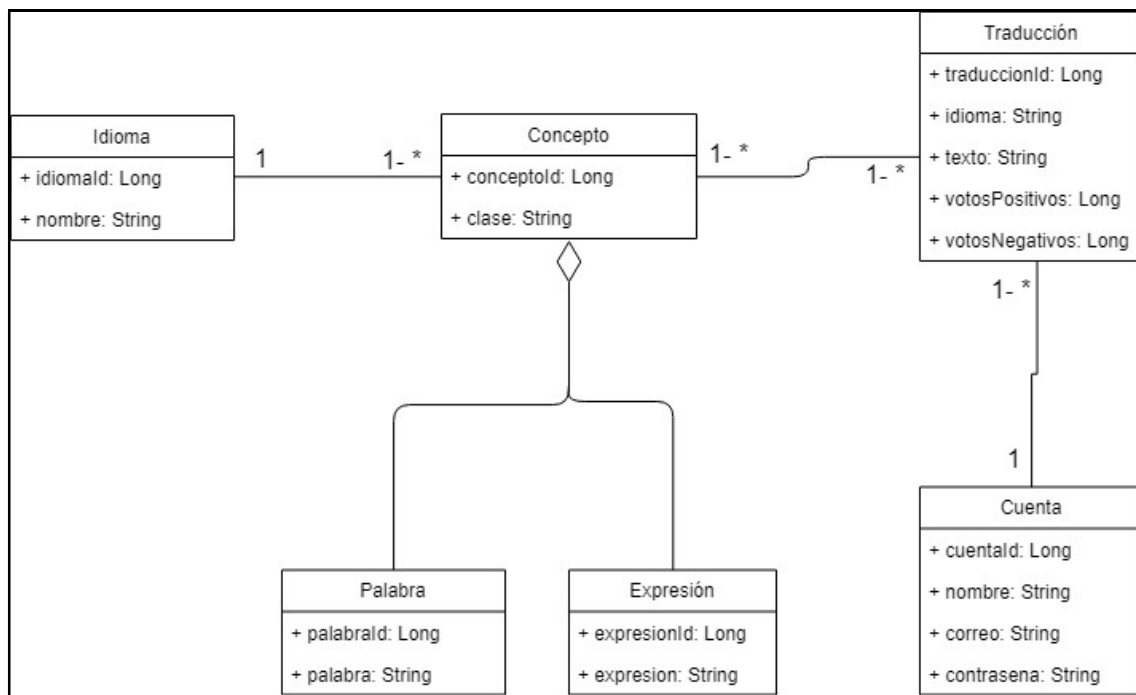 Traducción
+ traduccionId: Long
+ idioma: String
+ texto: String
+ votosPositivos: Long
+ votosNegativos: Long
Idioma
+ idiomaId: Long
+ nombre: String
1
1- *
Concepto
+ conceptoId: Long
+ clase: String
1- *
1- *
1- *
1
Palabra
+ palabraId: Long
+ palabra: String
Expresión
+ expresionId: Long
+ expresion: String
Cuenta
+ cuentaId: Long
+ nombre: String
+ correo: String
+ contrasena: String